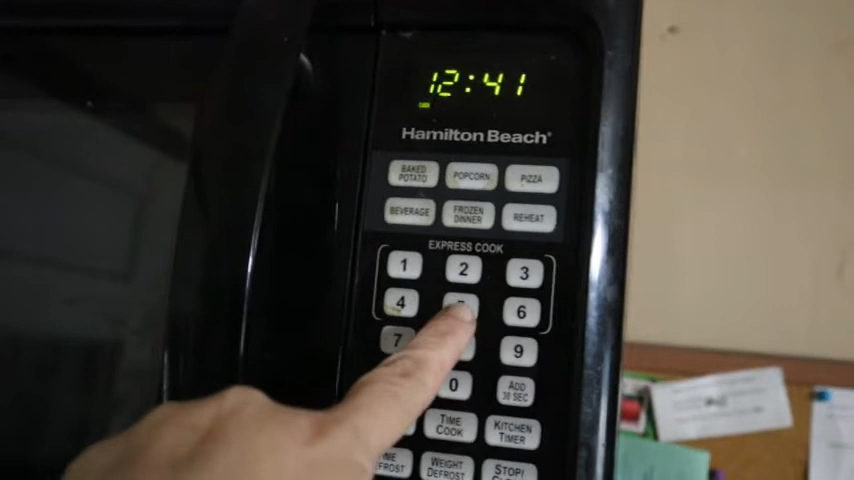 12:41
Hamilton Beach®
BAKED POTATO
POPCORN
PIZZA
BEVERAGE
FROZEN DINNER
REHEAT
EXPRESS COOK
1 2 3
4 6
7 9
0
ADD 30 SEC
TIME COOK
KITCHEN TIMER
WEIGHT DEFROST
STOP/